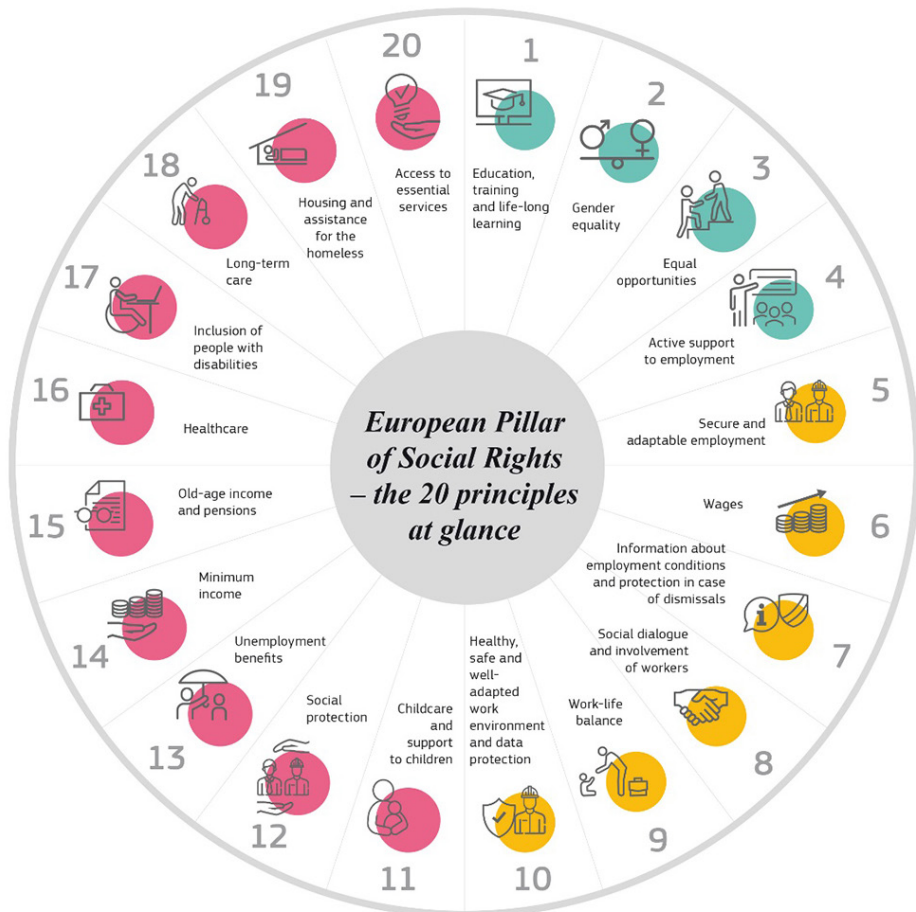 European Pillar
of Social Rights
– the 20 principles
at glance
1
Education,
training
and life-long
learning
2
Gender
equality
3
Equal
opportunities
4
Active support
to employment
5
Secure and
adaptable employment
6
Wages
7
Information about
employment conditions
and protection in case
of dismissals
8
Social dialogue
and involvement
of workers
9
Work-life
balance
10
Healthy,
safe and
well-
adapted
work
environment
and data
protection
11
Childcare
and
support
to children
12
Social
protection
13
Unemployment
benefits
14
Minimum
income
15
Old-age income
and pensions
16
Healthcare
17
Inclusion of
people with
disabilities
18
Long-term
care
19
Housing and
assistance
for the
homeless
20
Access to
essential
services
i